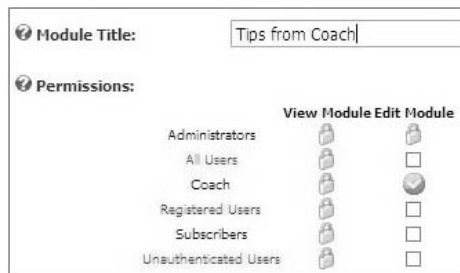 Module Title: Tips from Coach
Permissions:
View Module Edit Module
Administrators
All Users
Coach
Registered Users
Subscribers
Unauthenticated Users